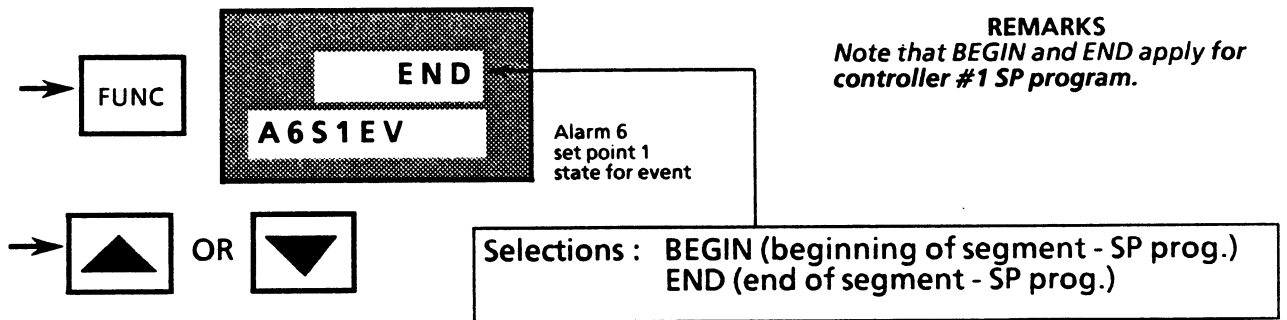 REMARKS
Note that BEGIN and END apply for
controller #1 SP program.
FUNC
END
A6S1EV
Alarm 6
set point 1
state for event
OR
Selections : BEGIN (beginning of segment - SP prog.)
END (end of segment - SP prog.)